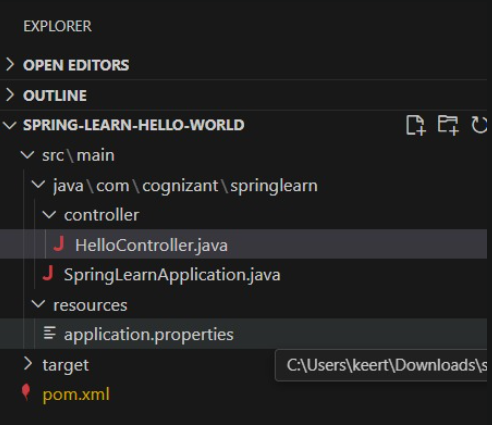 EXPLORER
OPEN EDITORS
OUTLINE
SPRING-LEARN-HELLO-WORLD
src\main
java\com\cognizant\springlearn
controller
HelloController.java
SpringLearnApplication.java
resources
application.properties
target
C:\Users\keert\Downloads\s
pom.xml